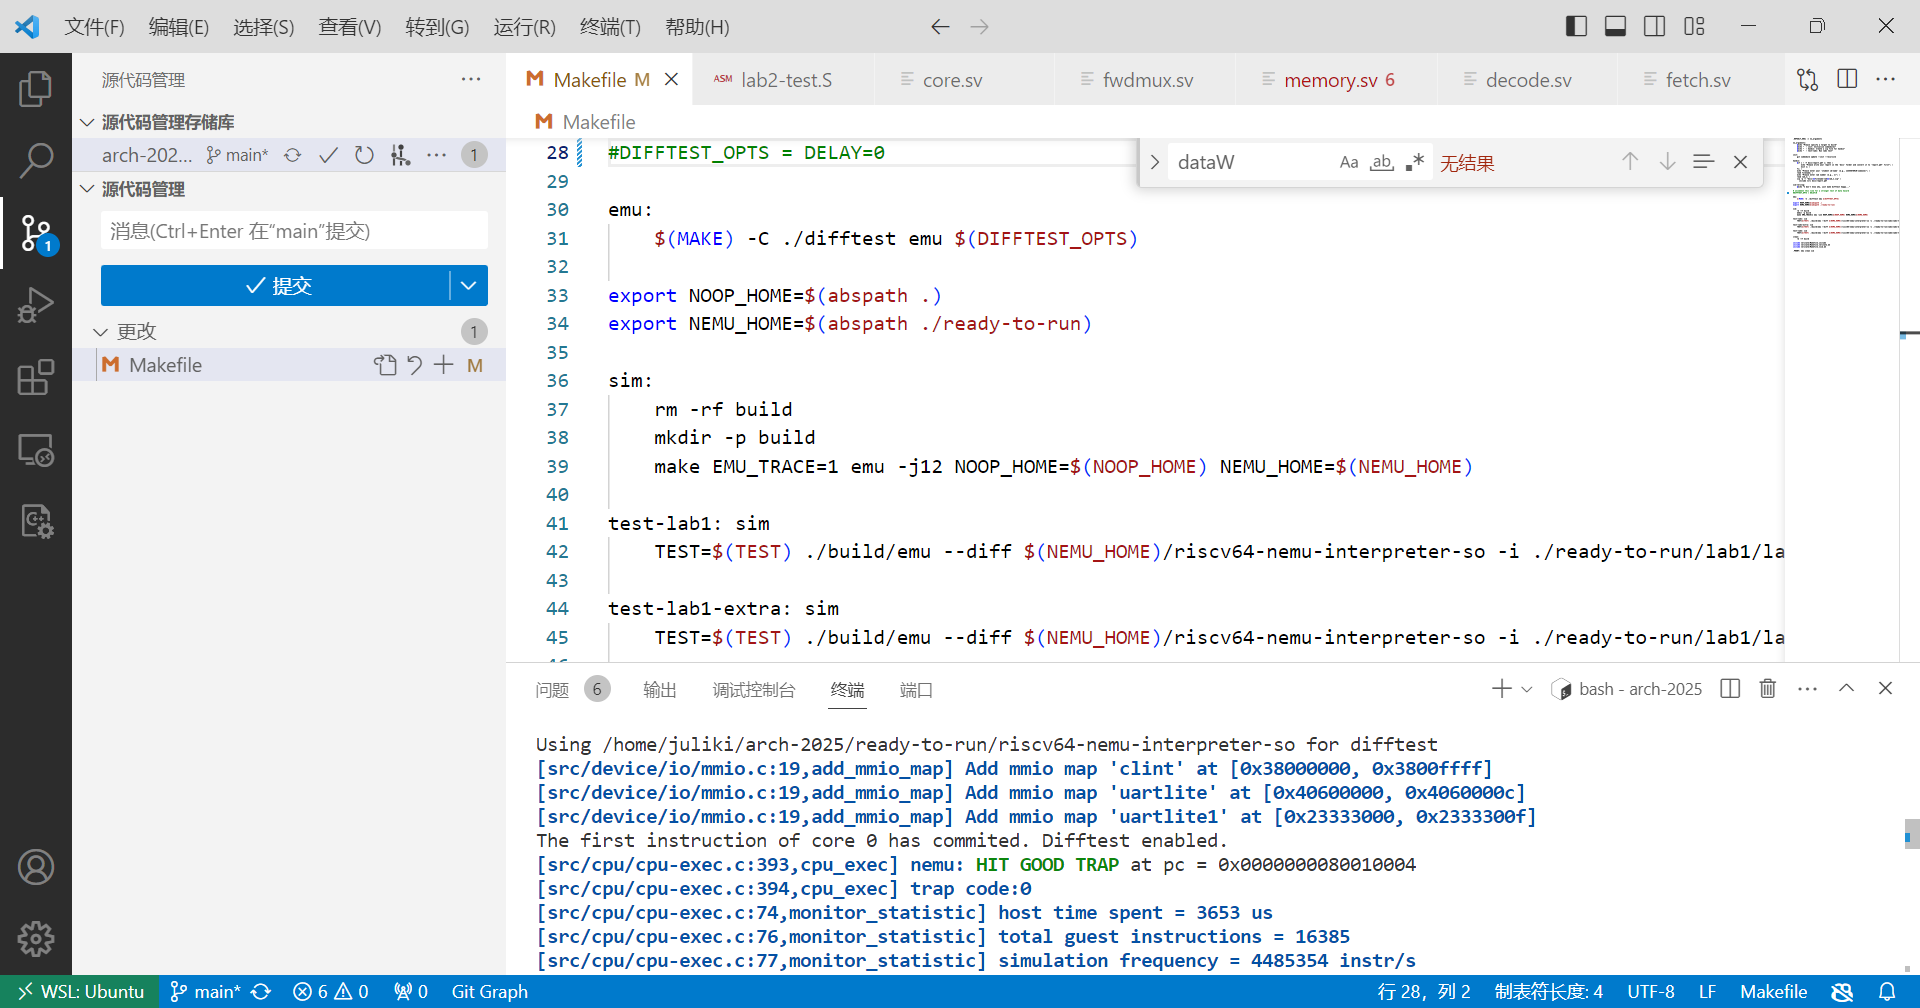 文件(F) 编辑(E) 选择(S) 查看(V) 转到(G) 运行(R) 终端(T) 帮助(H)
源代码管理
源代码管理存储库
arch-202... main* 1
源代码管理
消息(Ctrl+Enter 在“main”提交)
提交
更改 1
Makefile M
1
Makefile M
lab2-test.S
core.sv
fwdmux.sv
memory.sv 6
decode.sv
fetch.sv
Makefile
dataW Aa ab .* 无结果
28 #DIFFTEST_OPTS = DELAY=0
29
30 emu:
31 $(MAKE) -C ./difftest emu $(DIFFTEST_OPTS)
32
33 export NOOP_HOME=$(abspath .)
34 export NEMU_HOME=$(abspath ./ready-to-run)
35
36 sim:
37 rm -rf build
38 mkdir -p build
39 make EMU_TRACE=1 emu -j12 NOOP_HOME=$(NOOP_HOME) NEMU_HOME=$(NEMU_HOME)
40
41 test-lab1: sim
42 TEST=$(TEST) ./build/emu --diff $(NEMU_HOME)/riscv64-nemu-interpreter-so -i ./ready-to-run/lab1/la
43
44 test-lab1-extra: sim
45 TEST=$(TEST) ./build/emu --diff $(NEMU_HOME)/riscv64-nemu-interpreter-so -i ./ready-to-run/lab1/la
问题 6 输出 调试控制台 终端 端口
bash - arch-2025
Using /home/juliki/arch-2025/ready-to-run/riscv64-nemu-interpreter-so for difftest
[src/device/io/mmio.c:19,add_mmio_map] Add mmio map 'clint' at [0x38000000, 0x3800ffff]
[src/device/io/mmio.c:19,add_mmio_map] Add mmio map 'uartlite' at [0x40600000, 0x4060000c]
[src/device/io/mmio.c:19,add_mmio_map] Add mmio map 'uartlite1' at [0x23333000, 0x2333300f]
The first instruction of core 0 has commited. Difftest enabled.
[src/cpu/cpu-exec.c:393,cpu_exec] nemu: HIT GOOD TRAP at pc = 0x0000000080010004
[src/cpu/cpu-exec.c:394,cpu_exec] trap code:0
[src/cpu/cpu-exec.c:74,monitor_statistic] host time spent = 3653 us
[src/cpu/cpu-exec.c:76,monitor_statistic] total guest instructions = 16385
[src/cpu/cpu-exec.c:77,monitor_statistic] simulation frequency = 4485354 instr/s
WSL: Ubuntu main* 6 0 0 Git Graph 行 28，列 2 制表符长度: 4 UTF-8 LF Makefile